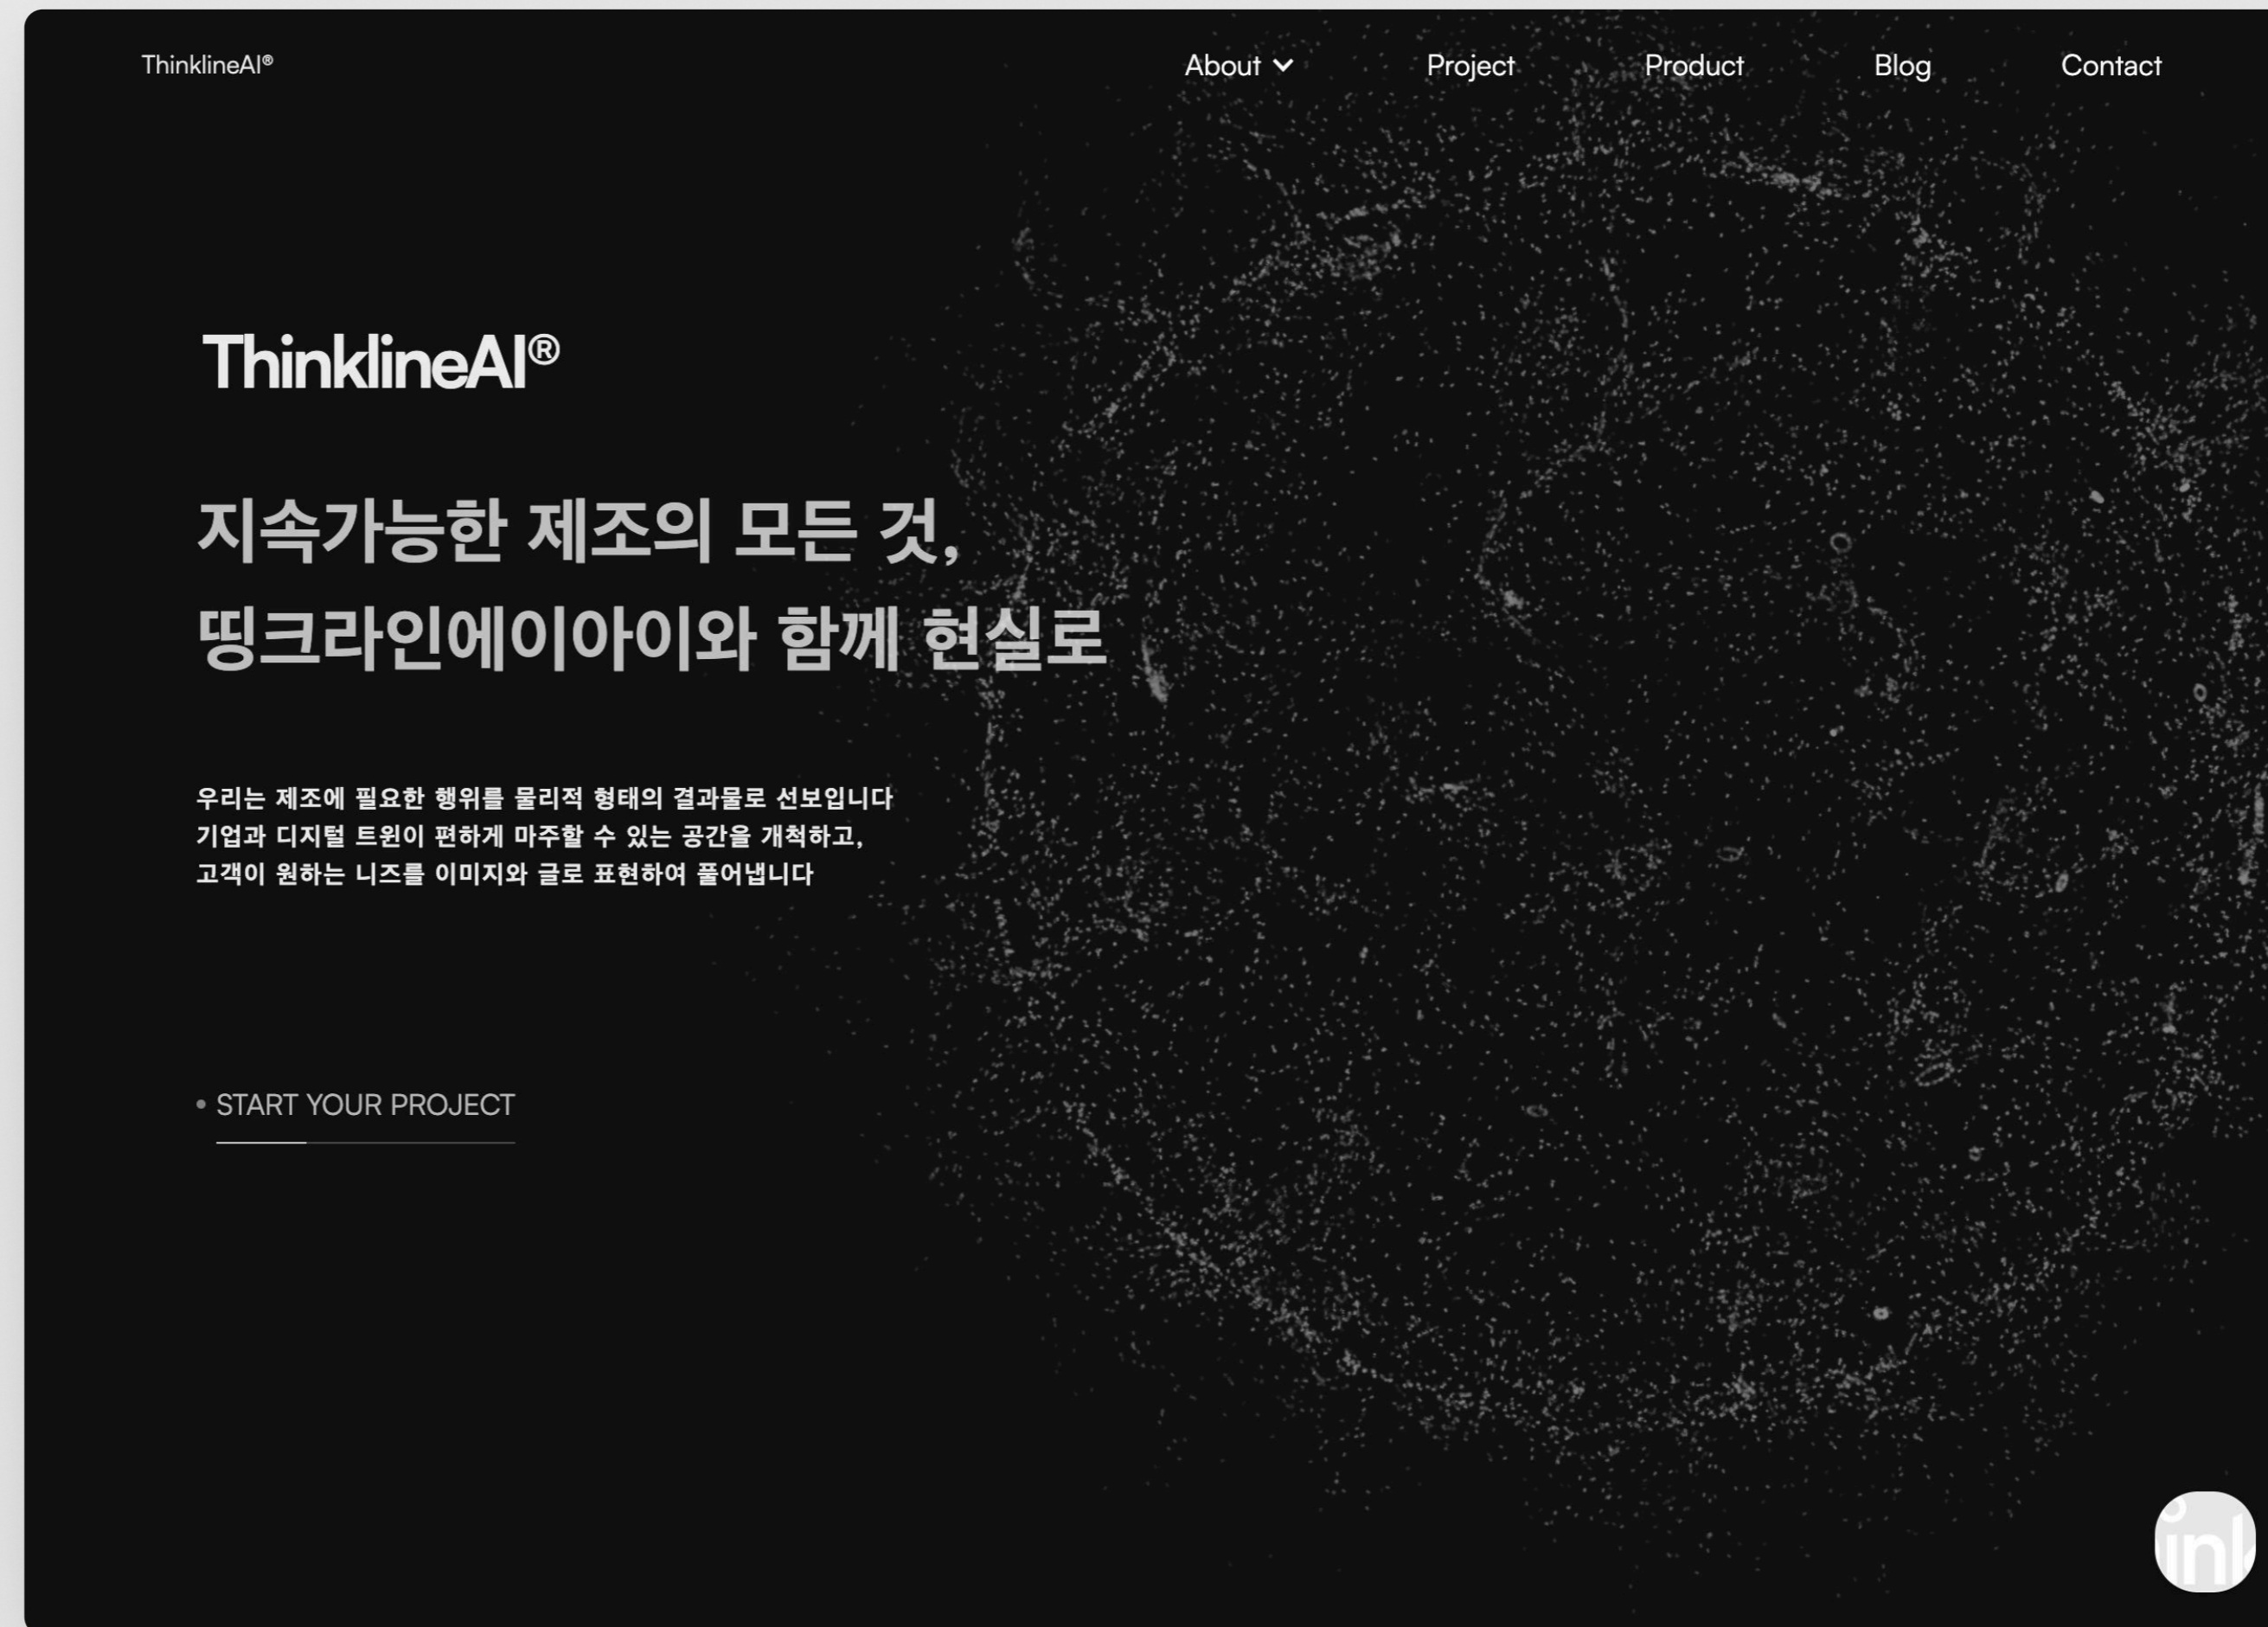 ThinklineAI®
About
Project
Product
Blog
Contact
ThinklineAI®
지속가능한 제조의 모든 것,
띵크라인에이아이와 함께 현실로
우리는 제조에 필요한 행위를 물리적 형태의 결과물로 선보입니다
기업과 디지털 트윈이 편하게 마주할 수 있는 공간을 개척하고,
고객이 원하는 니즈를 이미지와 글로 표현하여 풀어냅니다
• START YOUR PROJECT